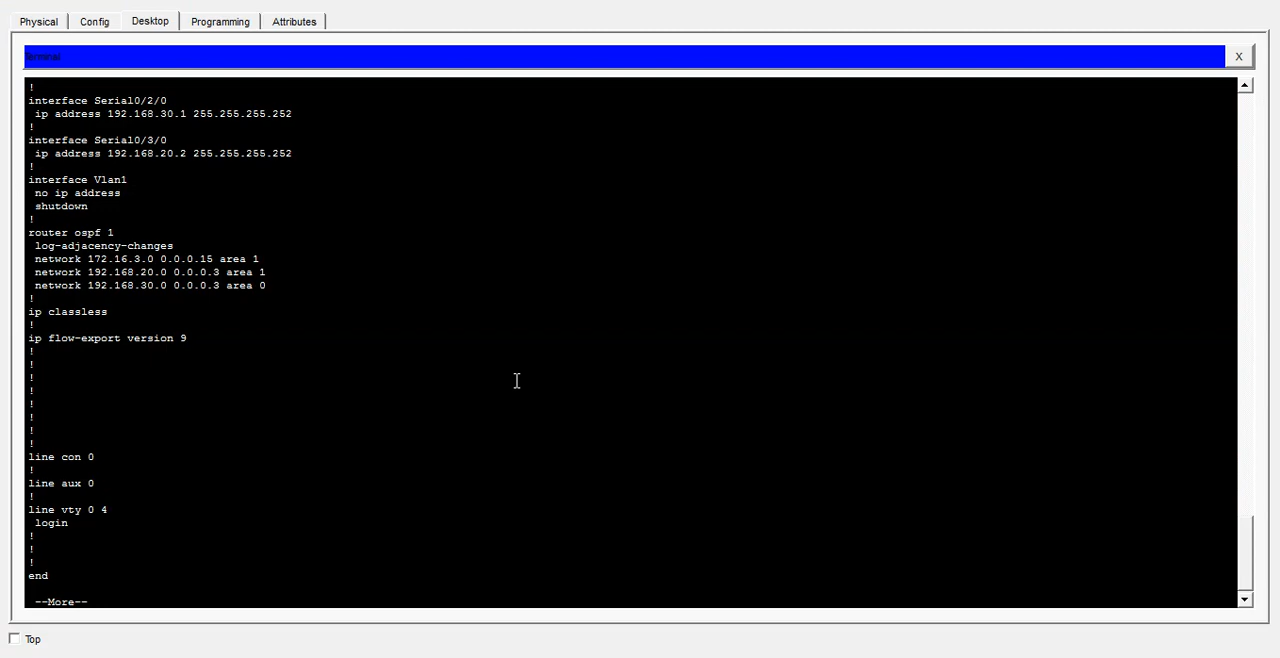 Physical Config Desktop Programming Attributes
Terminal X
!
interface Serial0/2/0
ip address 192.168.30.1 255.255.255.252
!
interface Serial0/3/0
ip address 192.168.20.2 255.255.255.252
!
interface Vlan1
no ip address
shutdown
!
router ospf 1
log-adjacency-changes
network 172.16.3.0 0.0.0.15 area 1
network 192.168.20.0 0.0.0.3 area 1
network 192.168.30.0 0.0.0.3 area 0
!
ip classless
!
ip flow-export version 9
!
!
!
!
!
!
!
!
line con 0
!
line aux 0
!
line vty 0 4
login
!
!
!
end
--More--
Top